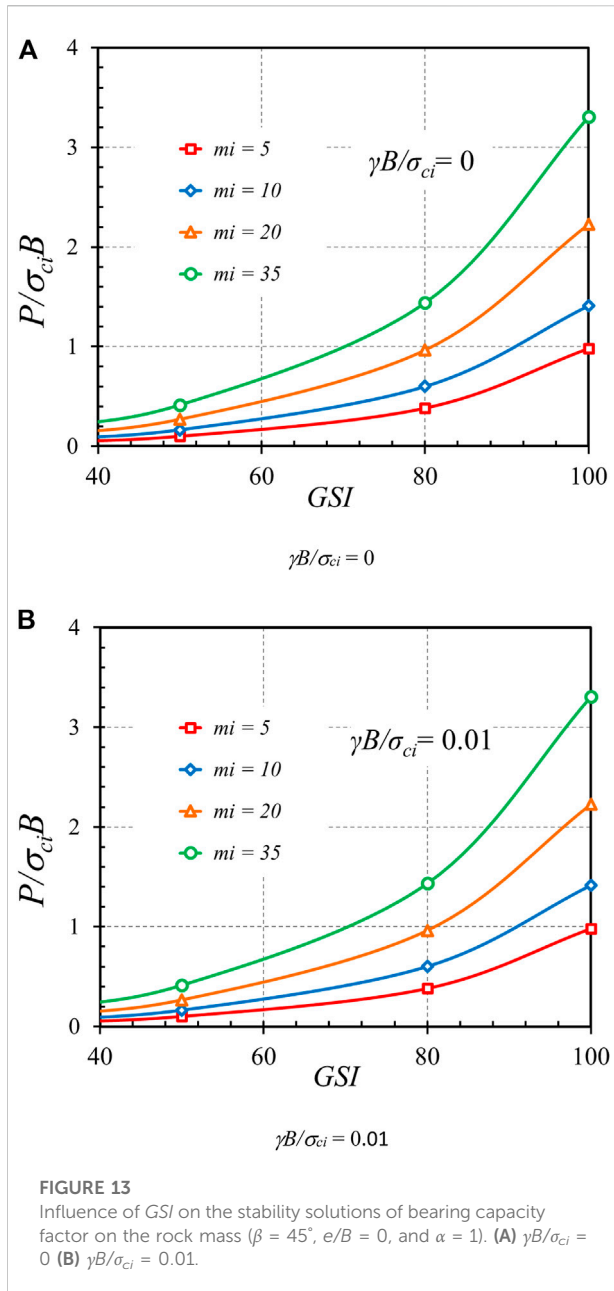 A
4
3
2
1
0
P/σciB
mi = 5
mi = 10
mi = 20
mi = 35
γB/σci= 0
40 60 80 100
GSI
γB/σci = 0
B
4
3
2
1
0
P/σciB
mi = 5
mi = 10
mi = 20
mi = 35
γB/σci= 0.01
40 60 80 100
GSI
γB/σci = 0.01
FIGURE 13
Influence of GSI on the stability solutions of bearing capacity
factor on the rock mass (β = 45°, e/B = 0, and α = 1). (A) γB/σci =
0 (B) γB/σci = 0.01.